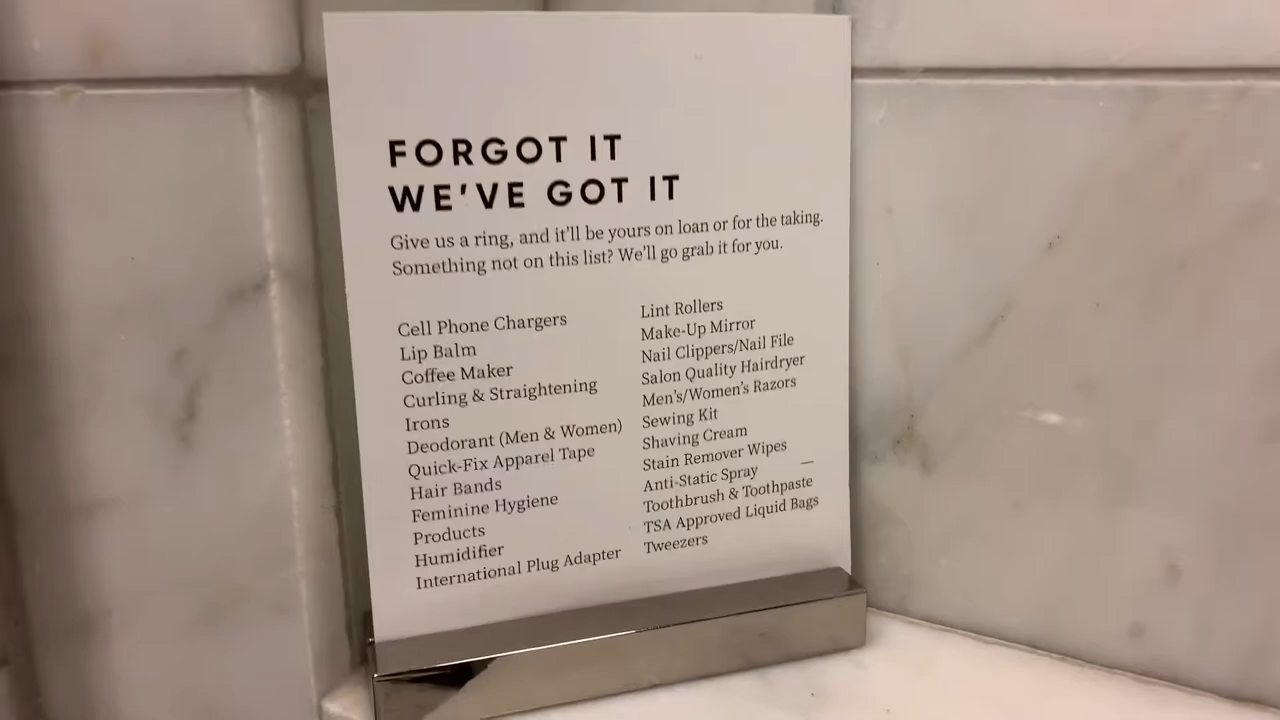 FORGOT IT
WE'VE GOT IT
Give us a ring, and it'll be yours on loan or for the taking.
Something not on this list? We'll go grab it for you.
Cell Phone Chargers
Lip Balm
Coffee Maker
Curling & Straightening
Irons
Deodorant (Men & Women)
Quick-Fix Apparel Tape
Hair Bands
Feminine Hygiene
Products
Humidifier
International Plug Adapter
Lint Rollers
Make-Up Mirror
Nail Clippers/Nail File
Salon Quality Hairdryer
Men's/Women's Razors
Sewing Kit
Shaving Cream
Stain Remover Wipes
Anti-Static Spray
Toothbrush & Toothpaste
TSA Approved Liquid Bags
Tweezers